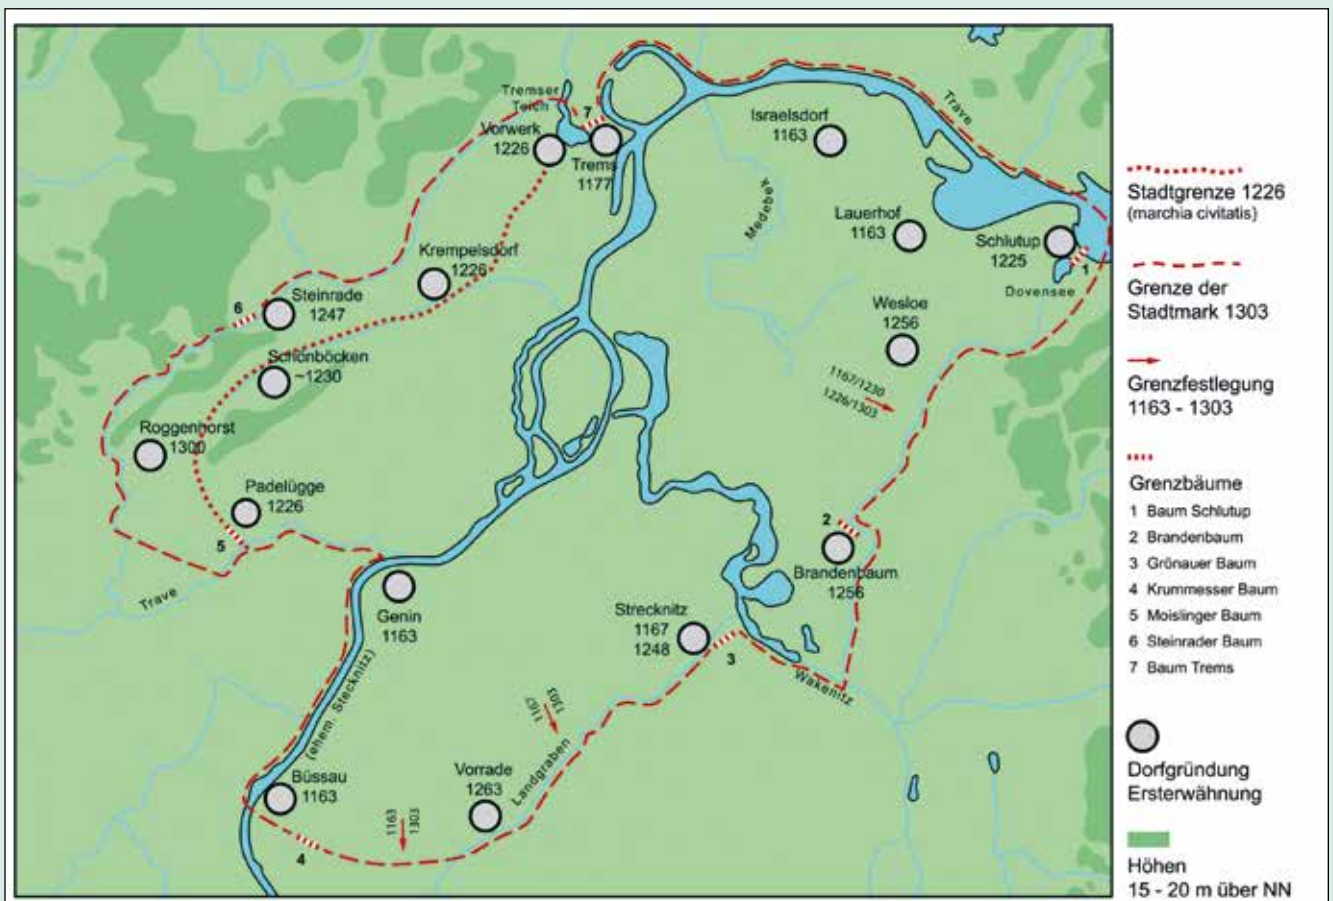 Tremser
Teich
7
Vorwerk
1226
Trems
1177
Israelsdorf
1163
Trave
Medebek
Lauerhof
1163
Schlutup
1225
1
Dovensee
Krempelsdorf
1226
Steinrade
1247
6
Wesloe
1256
Schönböcken
~1230
1167/1230
1226/1303
Roggenhorst
1300
Padelügge
1226
5
2
Brandenbaum
1256
Trave
Genin
1163
Strecknitz
1167
1248
3
Wakenitz
(ehem. Stecknitz)
1303
1167
Landgraben
Büssau
1163
Vorrade
1263
1163
1303
4
Stadtgrenze 1226
(marchia civitatis)
Grenze der
Stadtmark 1303
Grenzfestlegung
1163 - 1303
Grenzbäume
1 Baum Schlutup
2 Brandenbaum
3 Grönauer Baum
4 Krummesser Baum
5 Moislinger Baum
6 Steinrader Baum
7 Baum Trems
Dorfgründung
Ersterwähnung
Höhen
15 - 20 m über NN